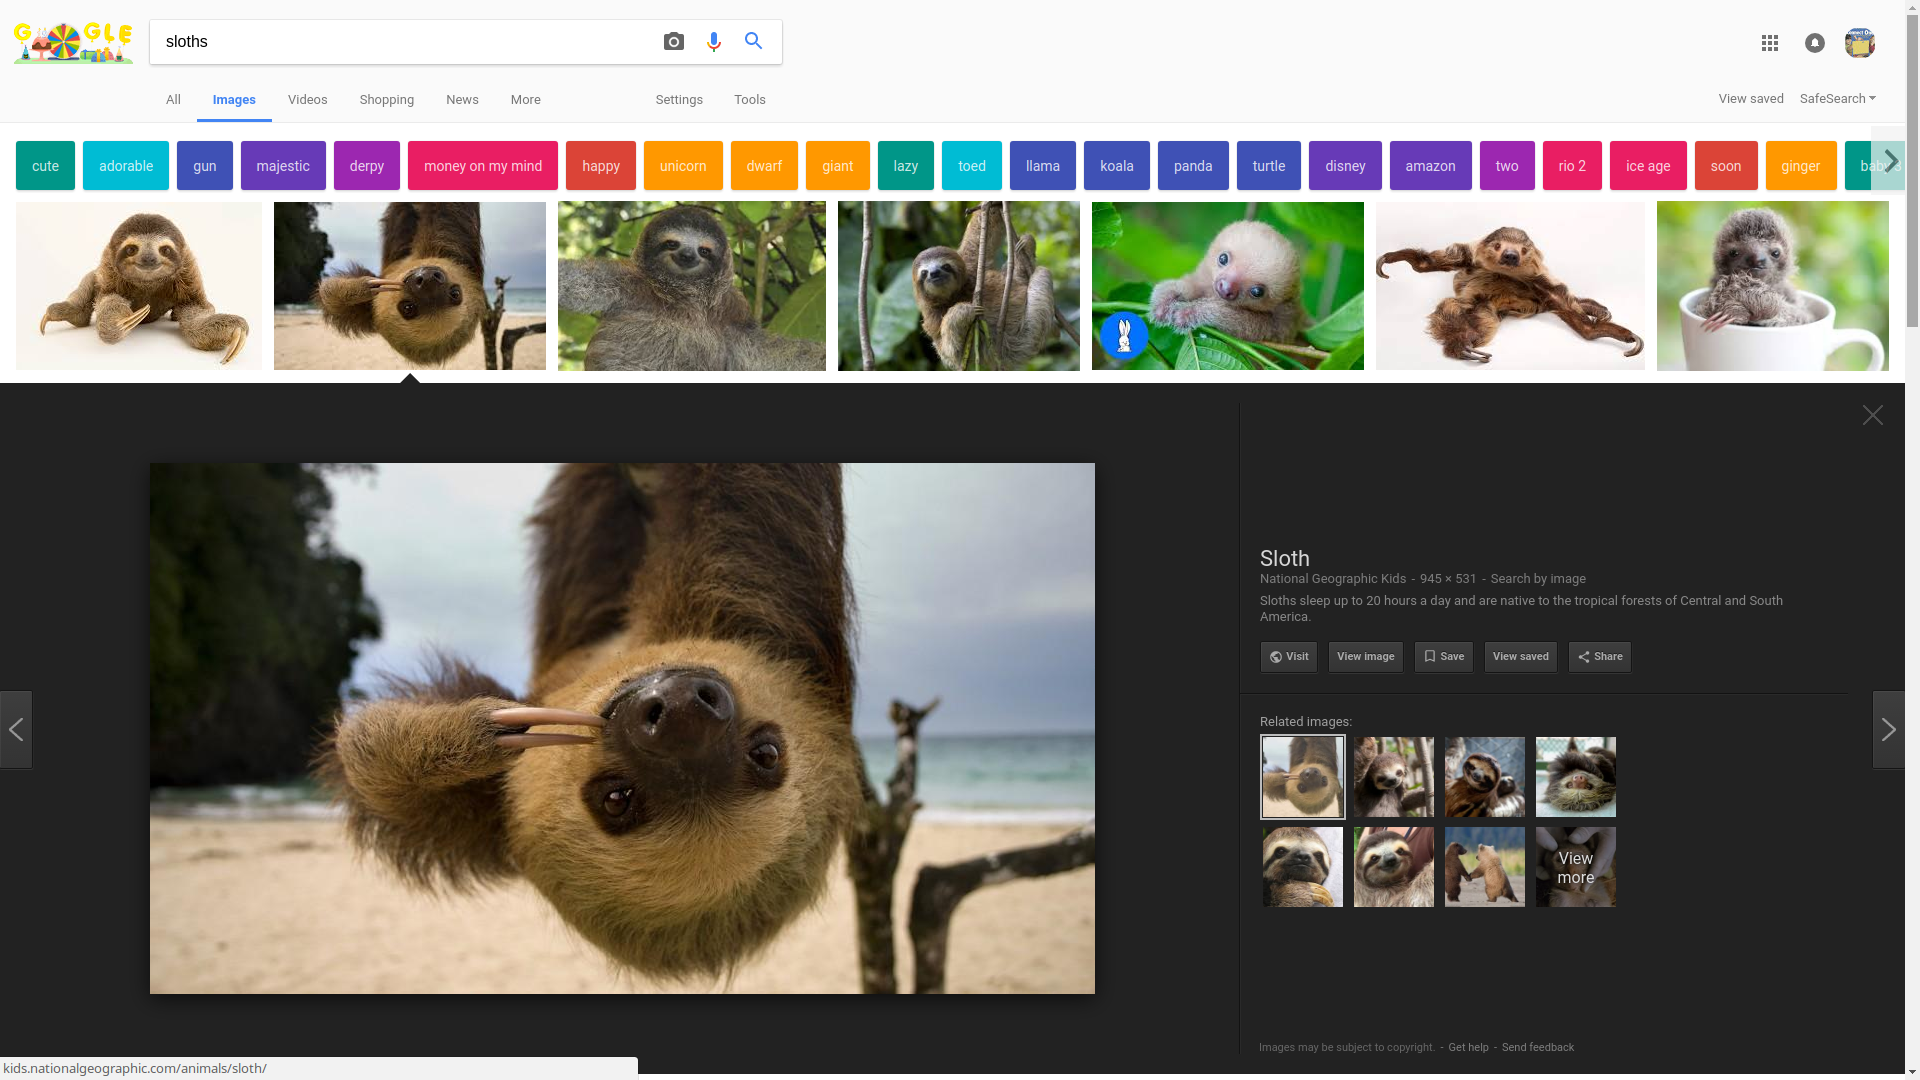 GOOGLE
sloths
All Images Videos Shopping News More Settings Tools
View saved SafeSearch
cute adorable gun majestic derpy money on my mind happy unicorn dwarf giant lazy toed llama koala panda turtle disney amazon two rio 2 ice age soon ginger
Sloth
National Geographic Kids - 945 × 531 - Search by image
Sloths sleep up to 20 hours a day and are native to the tropical forests of Central and South
America.
Visit View image Save View saved Share
Related images:
View
more
Images may be subject to copyright. - Get help - Send feedback
kids.nationalgeographic.com/animals/sloth/